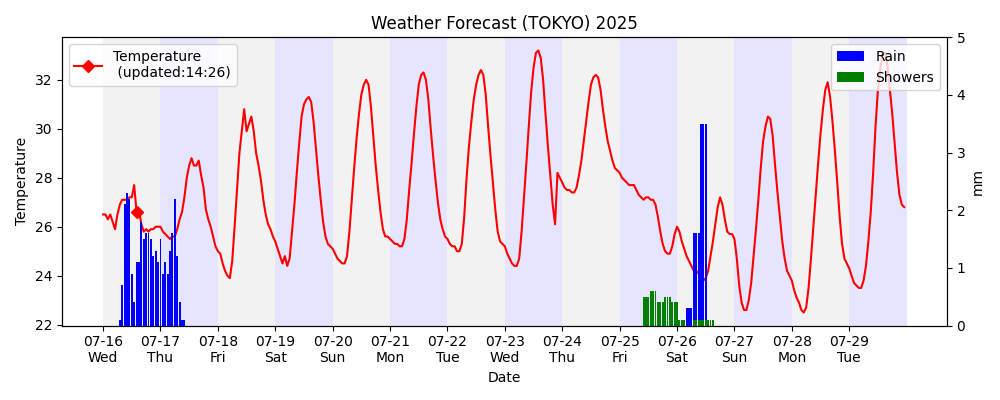 Weather Forecast (TOKYO) 2025
Temperature
(updated:14:26)
Rain
Showers
Temperature
32
30
28
26
24
22
5
4
3
2
1
0
mm
07-16 07-17 07-18 07-19 07-20 07-21 07-22 07-23 07-24 07-25 07-26 07-27 07-28 07-29
Wed Thu Fri Sat Sun Mon Tue Wed Thu Fri Sat Sun Mon Tue
Date